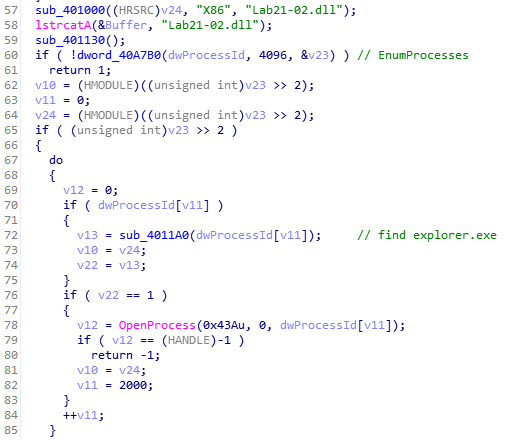 57 sub_401000((HRSRC)v24, "X86", "Lab21-02.dll");
58 lstrcatA(&Buffer, "Lab21-02.dll");
59 sub_401130();
60 if ( !dword_40A7B0(dwProcessId, 4096, &v23) ) // EnumProcesses
61 return 1;
62 v10 = (HMODULE)((unsigned int)v23 >> 2);
63 v11 = 0;
64 v24 = (HMODULE)((unsigned int)v23 >> 2);
65 if ( (unsigned int)v23 >> 2 )
66 {
67 do
68 {
69 v12 = 0;
70 if ( dwProcessId[v11] )
71 {
72 v13 = sub_4011A0(dwProcessId[v11]); // find explorer.exe
73 v10 = v24;
74 v22 = v13;
75 }
76 if ( v22 == 1 )
77 {
78 v12 = OpenProcess(0x43Au, 0, dwProcessId[v11]);
79 if ( v12 == (HANDLE)-1 )
80 return -1;
81 v10 = v24;
82 v11 = 2000;
83 }
84 ++v11;
85 }